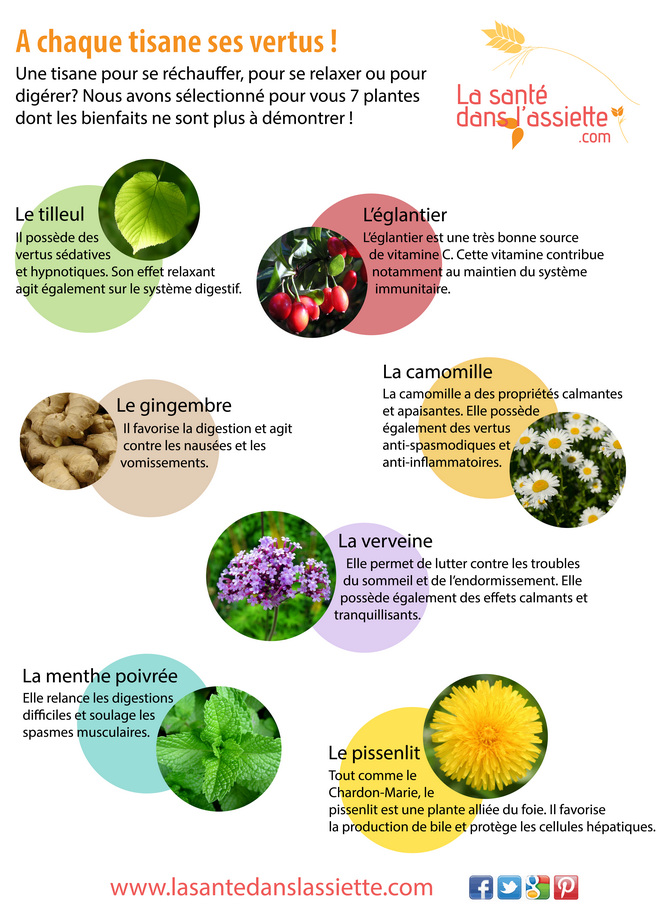 A chaque tisane ses vertus !
Une tisane pour se réchauffer, pour se relaxer ou pour
digérer? Nous avons sélectionné pour vous 7 plantes
dont les bienfaits ne sont plus à démontrer !
La santé
dans l'assiette
.com
Le tilleul
Il possède des
vertus sédatives
et hypnotiques. Son effet relaxant
agit également sur le système digestif.
L'églantier
L'églantier est une très bonne source
de vitamine C. Cette vitamine contribue
notamment au maintien du système
immunitaire.
Le gingembre
Il favorise la digestion et agit
contre les nausées et les
vomissements.
La camomille
La camomille a des propriétés calmantes
et apaisantes. Elle possède
également des vertus
anti-spasmodiques et
anti-inflammatoires.
La verveine
Elle permet de lutter contre les troubles
du sommeil et de l'endormissement. Elle
possède également des effets calmants et
tranquillisants.
La menthe poivrée
Elle relance les digestions
difficiles et soulage les
spasmes musculaires.
Le pissenlit
Tout comme le
Chardon-Marie, le
pissenlit est une plante alliée du foie. Il favorise
la production de bile et protège les cellules hépatiques.
www.lasantedanslassiette.com